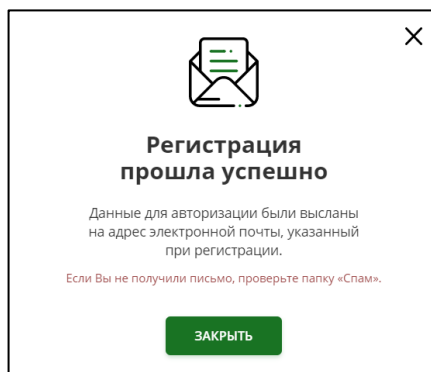 Регистрация
прошла успешно
Данные для авторизации были высланы
на адрес электронной почты, указанный
при регистрации.
Если Вы не получили письмо, проверьте папку «Спам».
ЗАКРЫТЬ